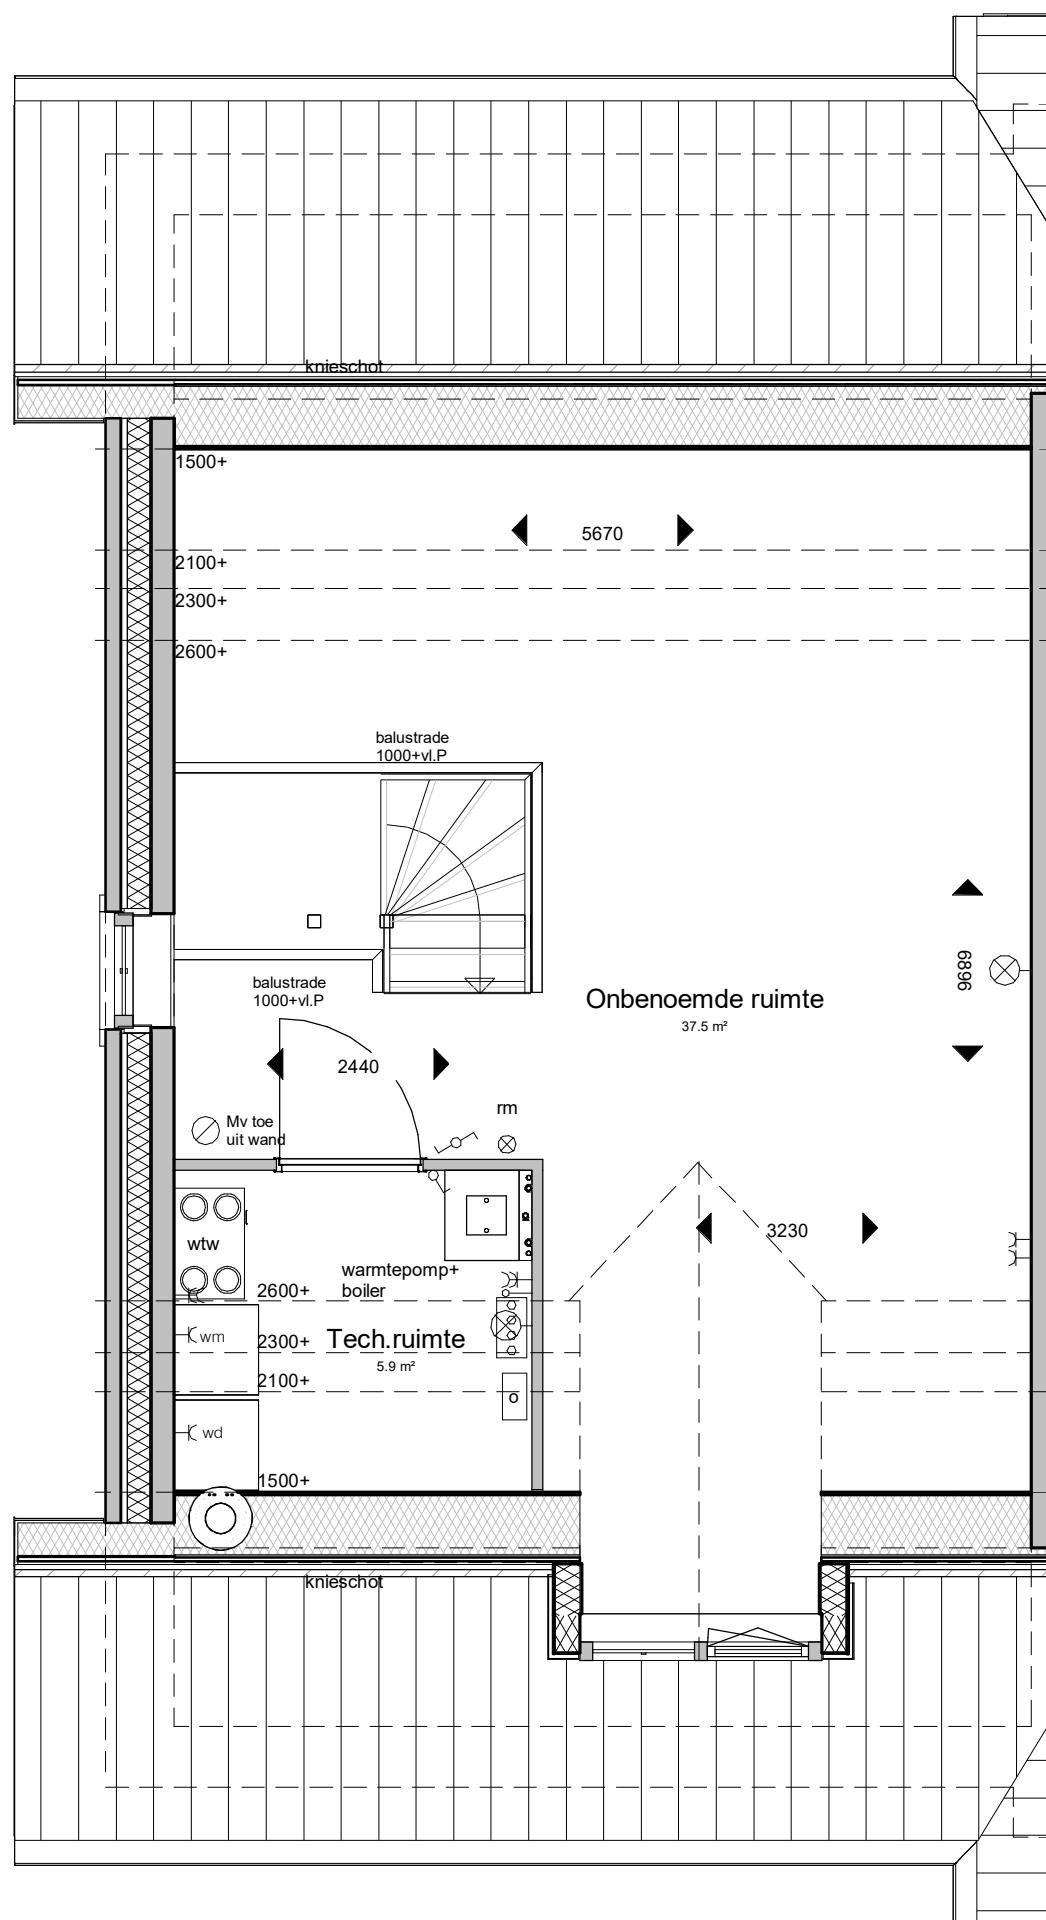 knieschot
1500+
5670
2100+
2300+
2600+
balustrade
1000+vl.P
6896
balustrade
1000+vl.P
Onbenoemde ruimte
37.5 m²
2440
rm
Mv toe
uit wand
3230
wtw
warmtepomp+
boiler
2600+
wm
2300+
Tech.ruimte
5.9 m²
2100+
o
wd
1500+
knieschot